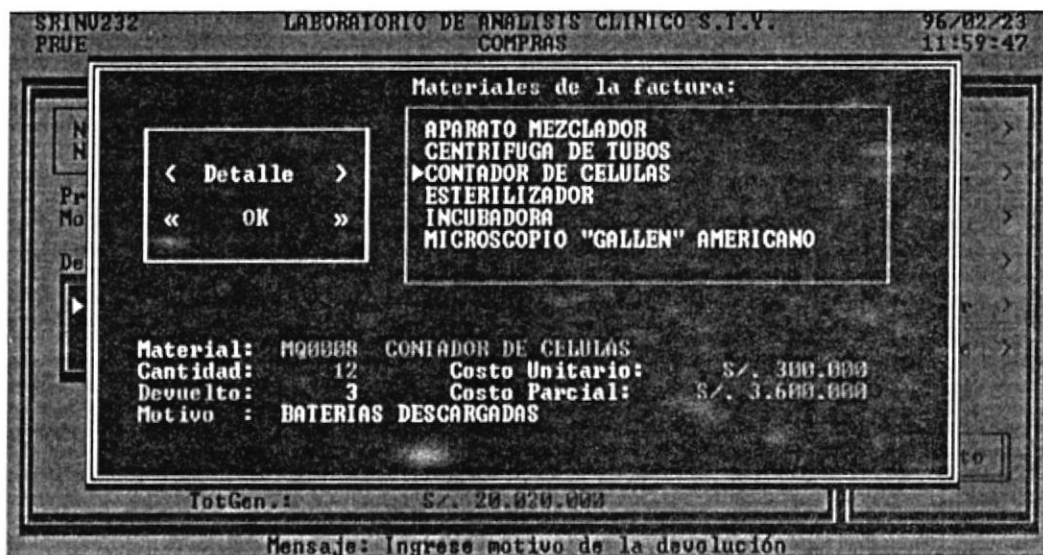 SRINV232 LABORATORIO DE ANALISIS CLINICO S.T.Y. 96/02/23
PRUE COMPRAS 11:59:47
Materiales de la factura:
APARATO MEZCLADOR
CENTRIFUGA DE TUBOS
►CONTADOR DE CELULAS
ESTERILIZADOR
INCUBADORA
MICROSCOPIO "GALLEN" AMERICANO
< Detalle >
« OK »
N
N
Pr
Mo
De
Material: MQ0008 CONTADOR DE CELULAS
Cantidad: 12 Costo Unitario: S/. 300.000
Devuelto: 3 Costo Parcial: S/. 3.600.000
Motivo : BATERIAS DESCARGADAS
TotGen.: S/. 20.020.000
Mensaje: Ingrese motivo de la devolución